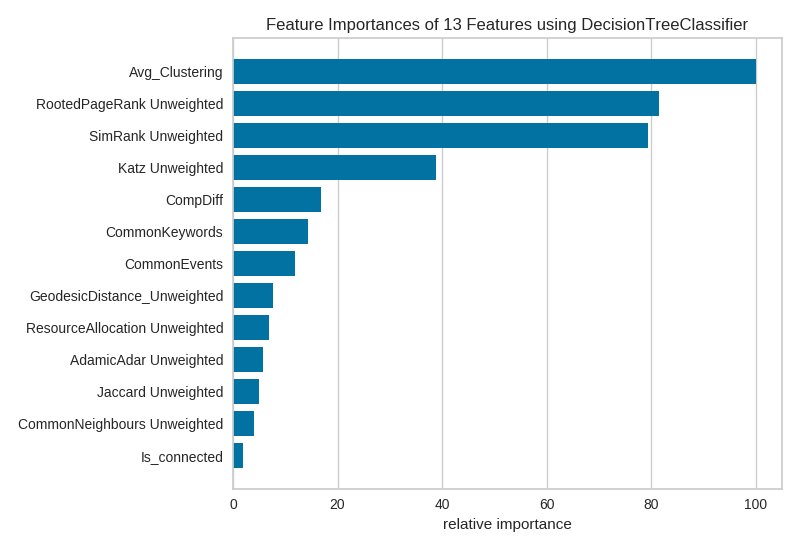 Feature Importances of 13 Features using DecisionTreeClassifier
Avg_Clustering
RootedPageRank Unweighted
SimRank Unweighted
Katz Unweighted
CompDiff
CommonKeywords
CommonEvents
GeodesicDistance_Unweighted
ResourceAllocation Unweighted
AdamicAdar Unweighted
Jaccard Unweighted
CommonNeighbours Unweighted
Is_connected
0 20 40 60 80 100
relative importance